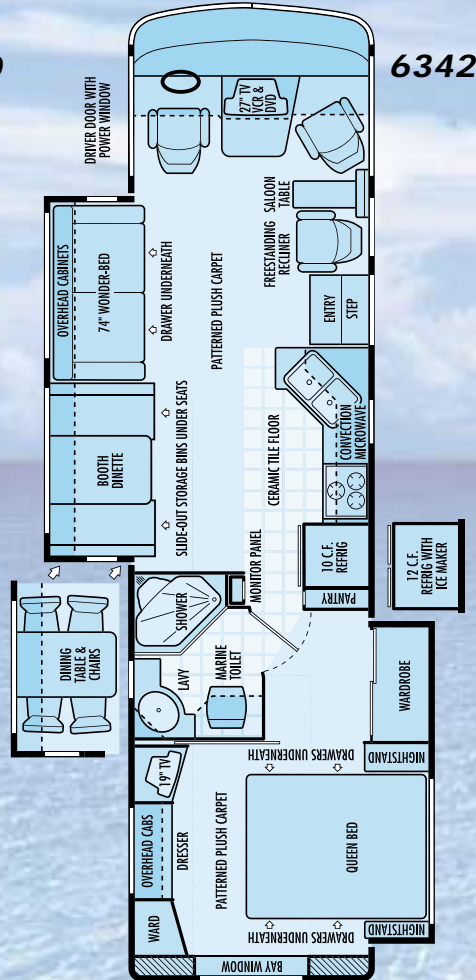 6342
DRIVER DOOR WITH
POWER WINDOW
27" TV
VCR &
DVD
SALOON
TABLE
FREESTANDING
RECLINER
OVERHEAD CABINETS
74" WONDER-BED
DRAWER UNDERNEATH
PATTERNED PLUSH CARPET
ENTRY
STEP
BOOTH
DINETTE
SLIDE-OUT STORAGE BINS UNDER SEATS
CERAMIC TILE FLOOR
CONVECTION
MICROWAVE
MONITOR PANEL
10 C.F.
REFRIG
12 C.F.
REFRIG WITH
ICE MAKER
PANTRY
DINING
TABLE &
CHAIRS
SHOWER
LAVY
MARINE
TOILET
WARDROBE
19" TV
DRAWERS UNDERNEATH
NIGHTSTAND
OVERHEAD CABS
DRESSER
PATTERNED PLUSH CARPET
QUEEN BED
WARD
DRAWERS UNDERNEATH
NIGHTSTAND
BAY WINDOW